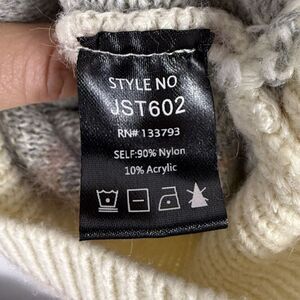 STYLE NO
JST602
RN# 133793
SELF:90% Nylon
10% Acrylic